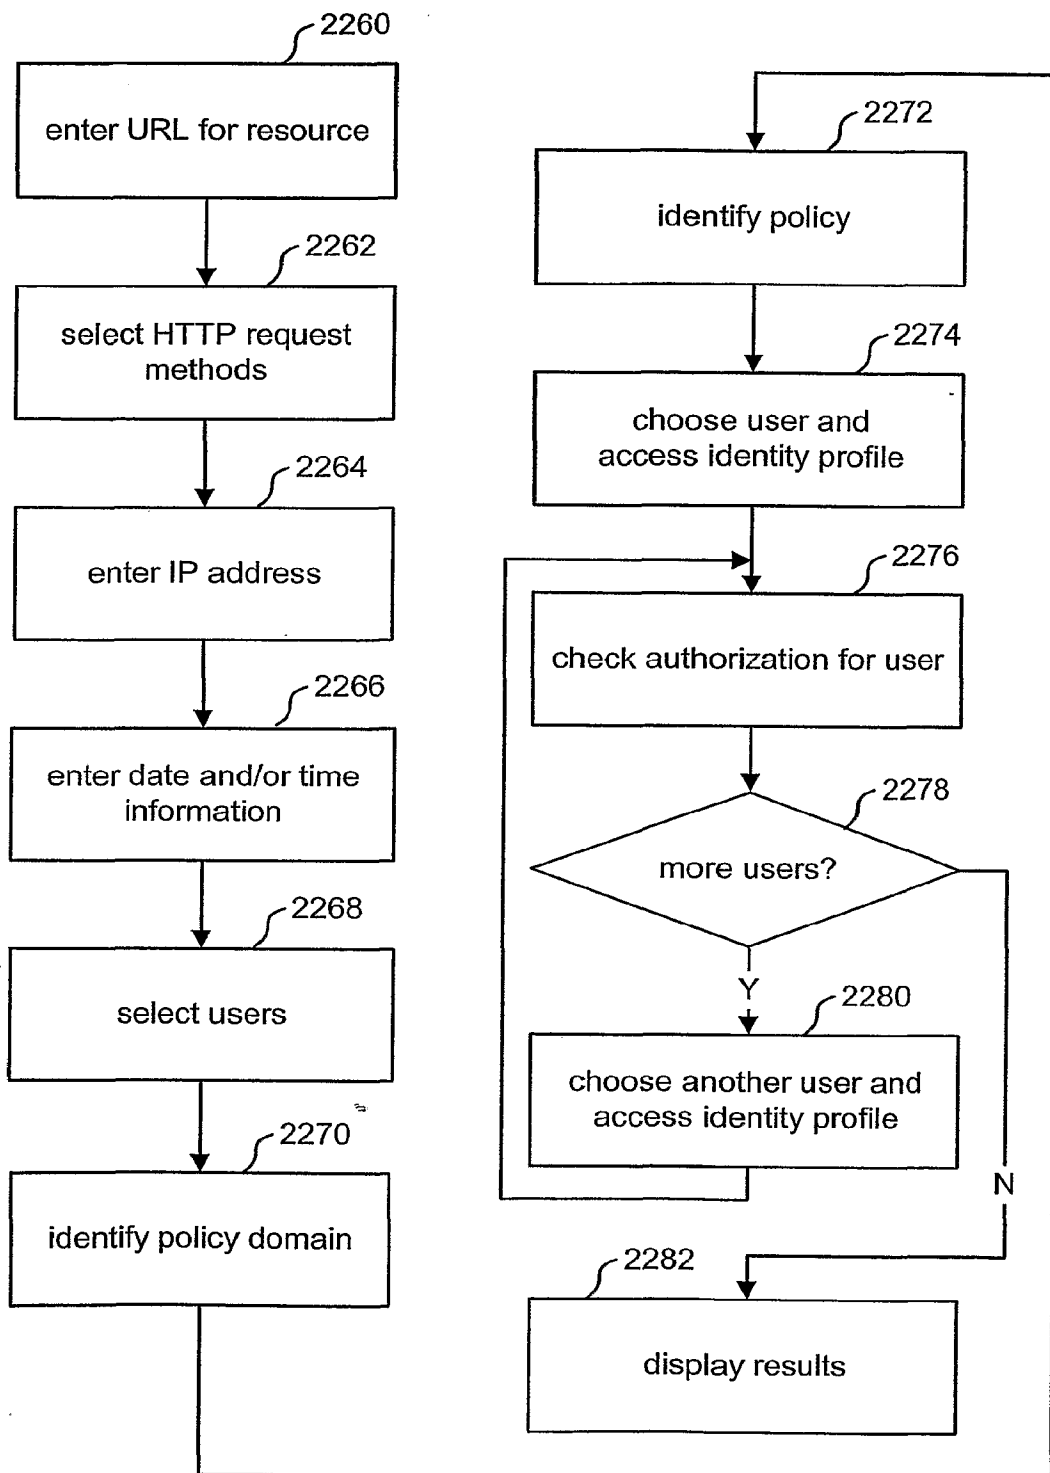 2260
enter URL for resource
2262
select HTTP request
methods
2264
enter IP address
2266
enter date and/or time
information
2268
select users
2270
identify policy domain
2272
identify policy
2274
choose user and
access identity profile
2276
check authorization for user
2278
more users?
Y
2280
choose another user and
access identity profile
N
2282
display results